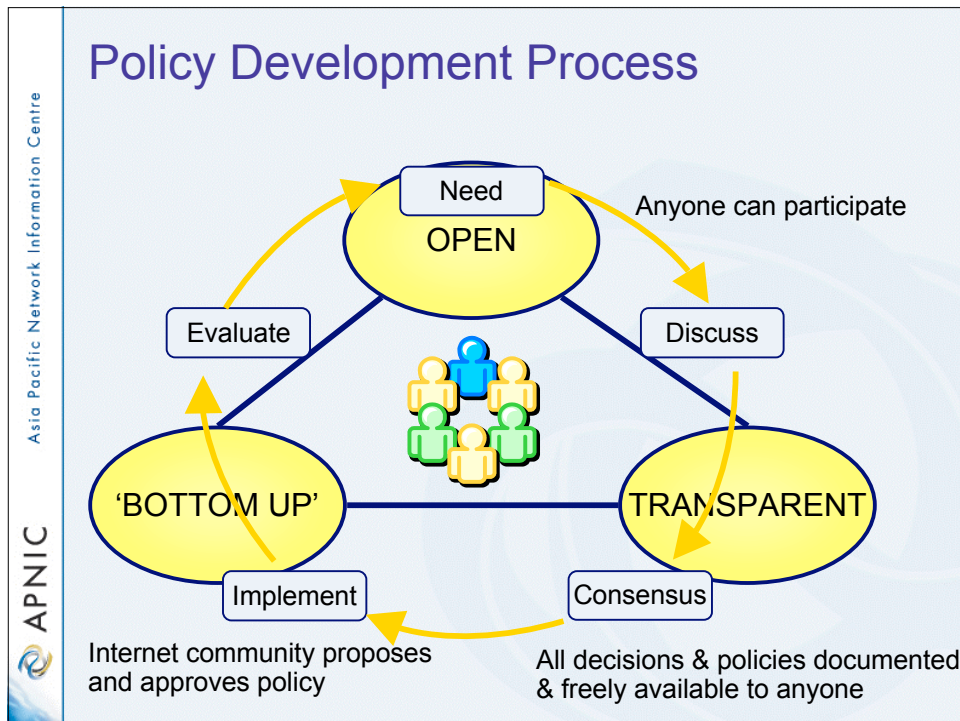 Policy Development Process
Asia Pacific Network Information Centre
APNIC
Need
OPEN
Anyone can participate
Evaluate
Discuss
‘BOTTOM UP’
TRANSPARENT
Implement
Consensus
Internet community proposes
and approves policy
All decisions & policies documented
& freely available to anyone